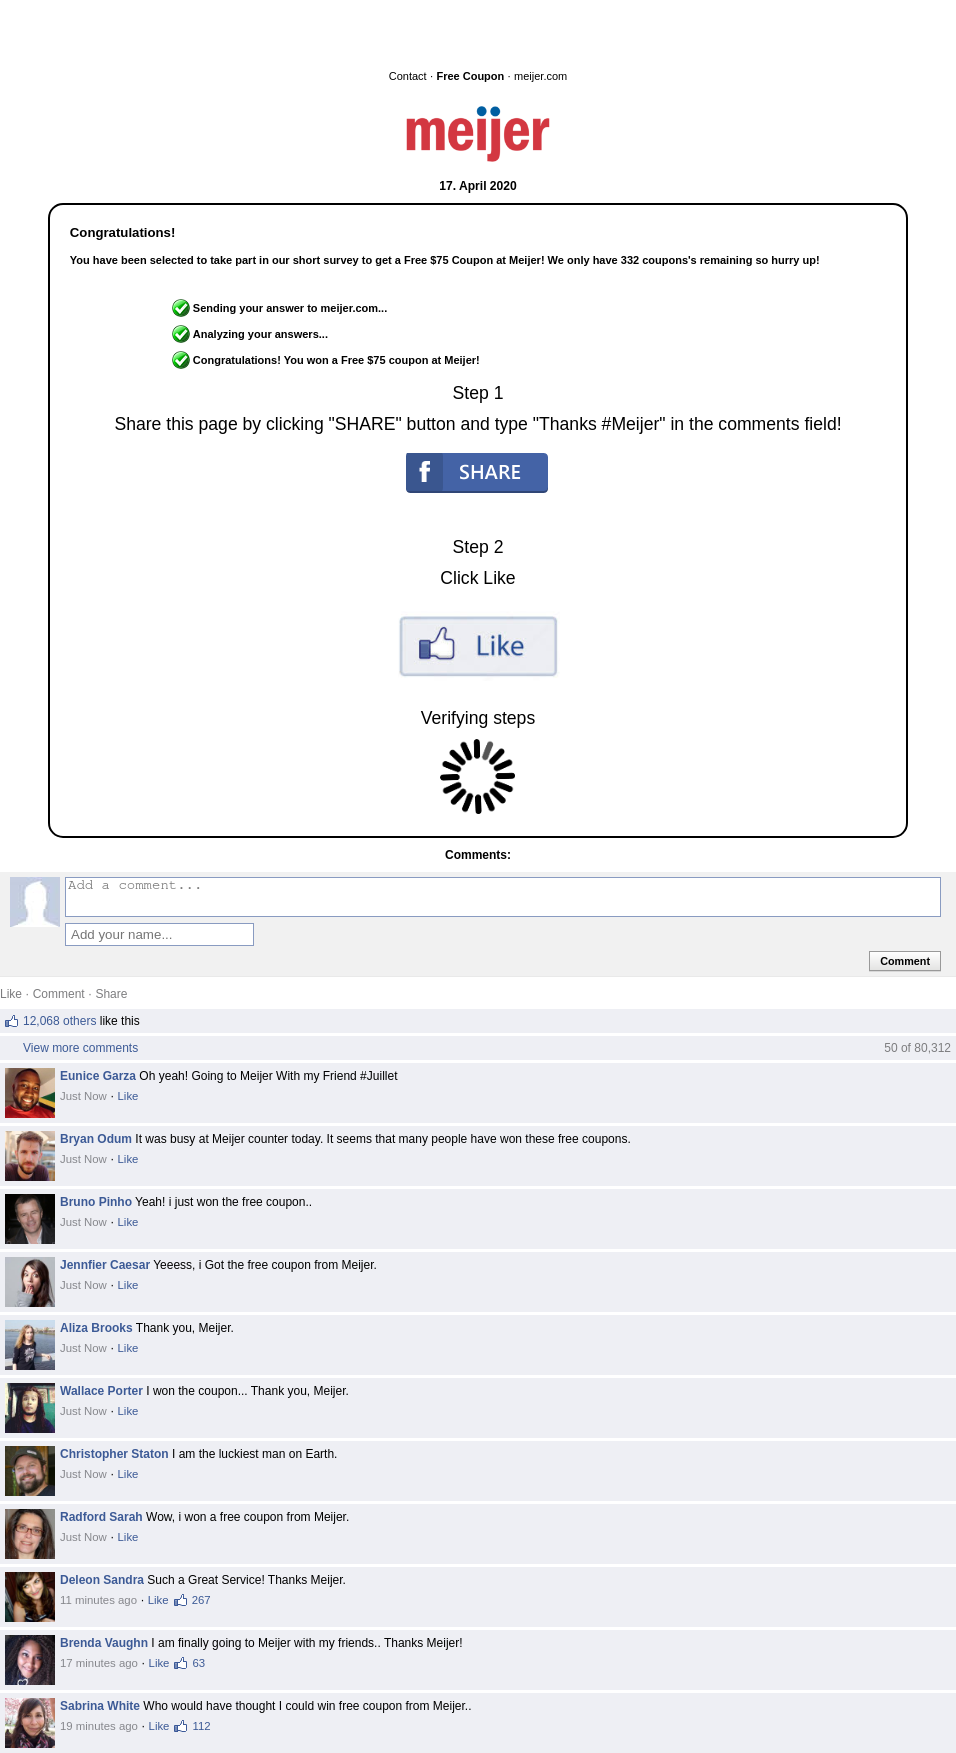 Contact · Free Coupon · meijer.com
meijer
17. April 2020
Congratulations!
You have been selected to take part in our short survey to get a Free $75 Coupon at Meijer! We only have 332 coupons's remaining so hurry up!
Sending your answer to meijer.com...
Analyzing your answers...
Congratulations! You won a Free $75 coupon at Meijer!
Step 1
Share this page by clicking "SHARE" button and type "Thanks #Meijer" in the comments field!
f SHARE
Step 2
Click Like
Like
Verifying steps
Comments:
Add a comment...
Add your name...
Comment
Like · Comment · Share
12,068 others like this
View more comments 50 of 80,312
Eunice Garza Oh yeah! Going to Meijer With my Friend #Juillet
Just Now · Like
Bryan Odum It was busy at Meijer counter today. It seems that many people have won these free coupons.
Just Now · Like
Bruno Pinho Yeah! i just won the free coupon..
Just Now · Like
Jennfier Caesar Yeeess, i Got the free coupon from Meijer.
Just Now · Like
Aliza Brooks Thank you, Meijer.
Just Now · Like
Wallace Porter I won the coupon... Thank you, Meijer.
Just Now · Like
Christopher Staton I am the luckiest man on Earth.
Just Now · Like
Radford Sarah Wow, i won a free coupon from Meijer.
Just Now · Like
Deleon Sandra Such a Great Service! Thanks Meijer.
11 minutes ago · Like 267
Brenda Vaughn I am finally going to Meijer with my friends.. Thanks Meijer!
17 minutes ago · Like 63
Sabrina White Who would have thought I could win free coupon from Meijer..
19 minutes ago · Like 112